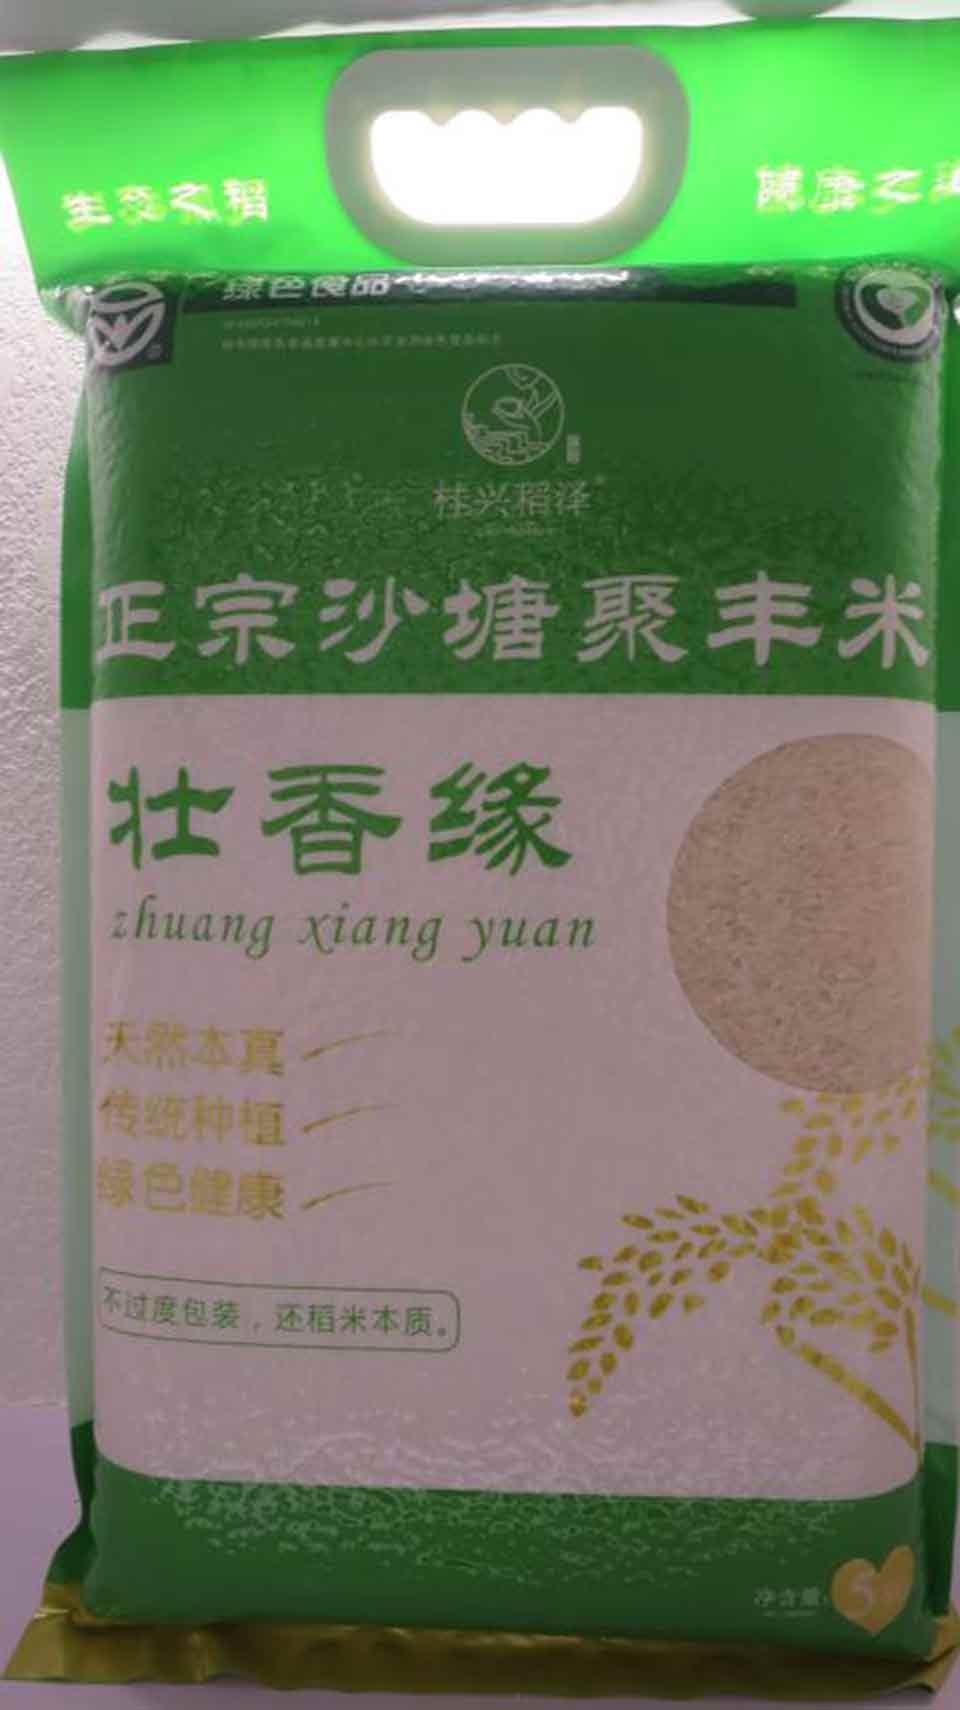 生态之稻
健康之道
绿色食品
桂兴稻泽
正宗沙塘聚丰米
壮香缘
zhuang xiang yuan
天然本真
传统种植
绿色健康
不过度包装，还稻米本质。
净含量:
5